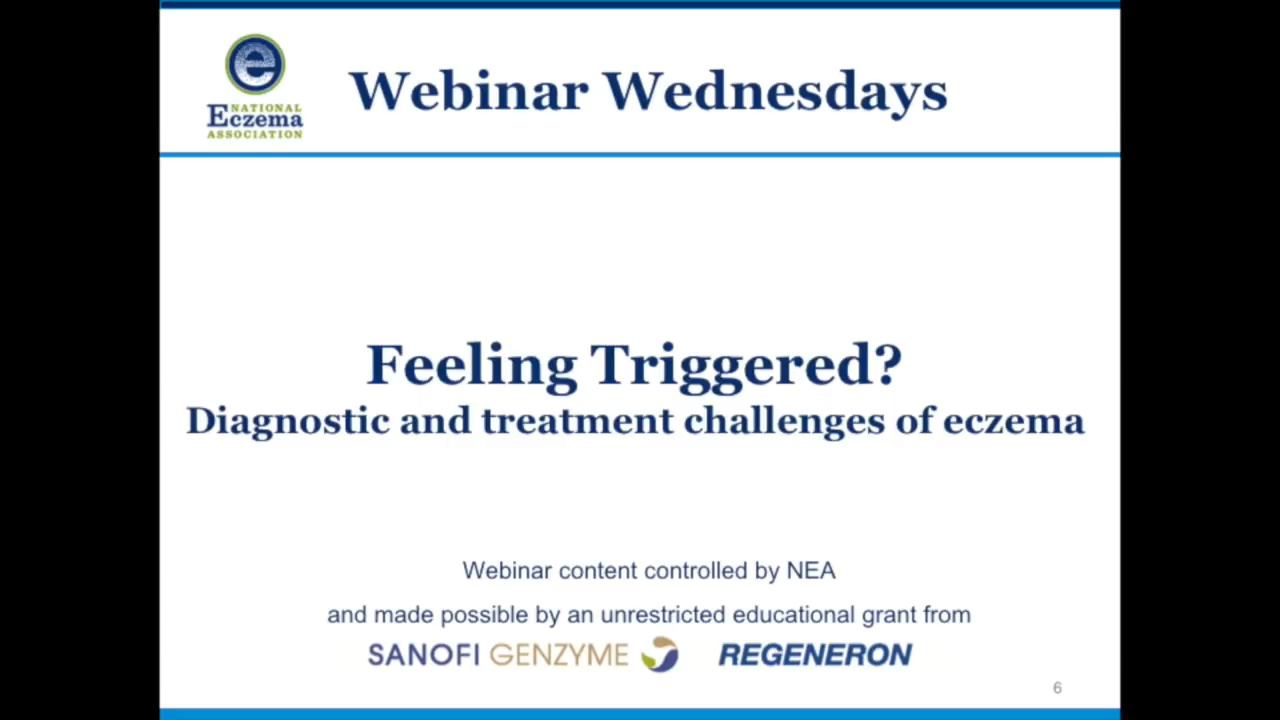 NATIONAL
Eczema
ASSOCIATION
Webinar Wednesdays
Feeling Triggered?
Diagnostic and treatment challenges of eczema
Webinar content controlled by NEA
and made possible by an unrestricted educational grant from
SANOFI GENZYME REGENERON
6